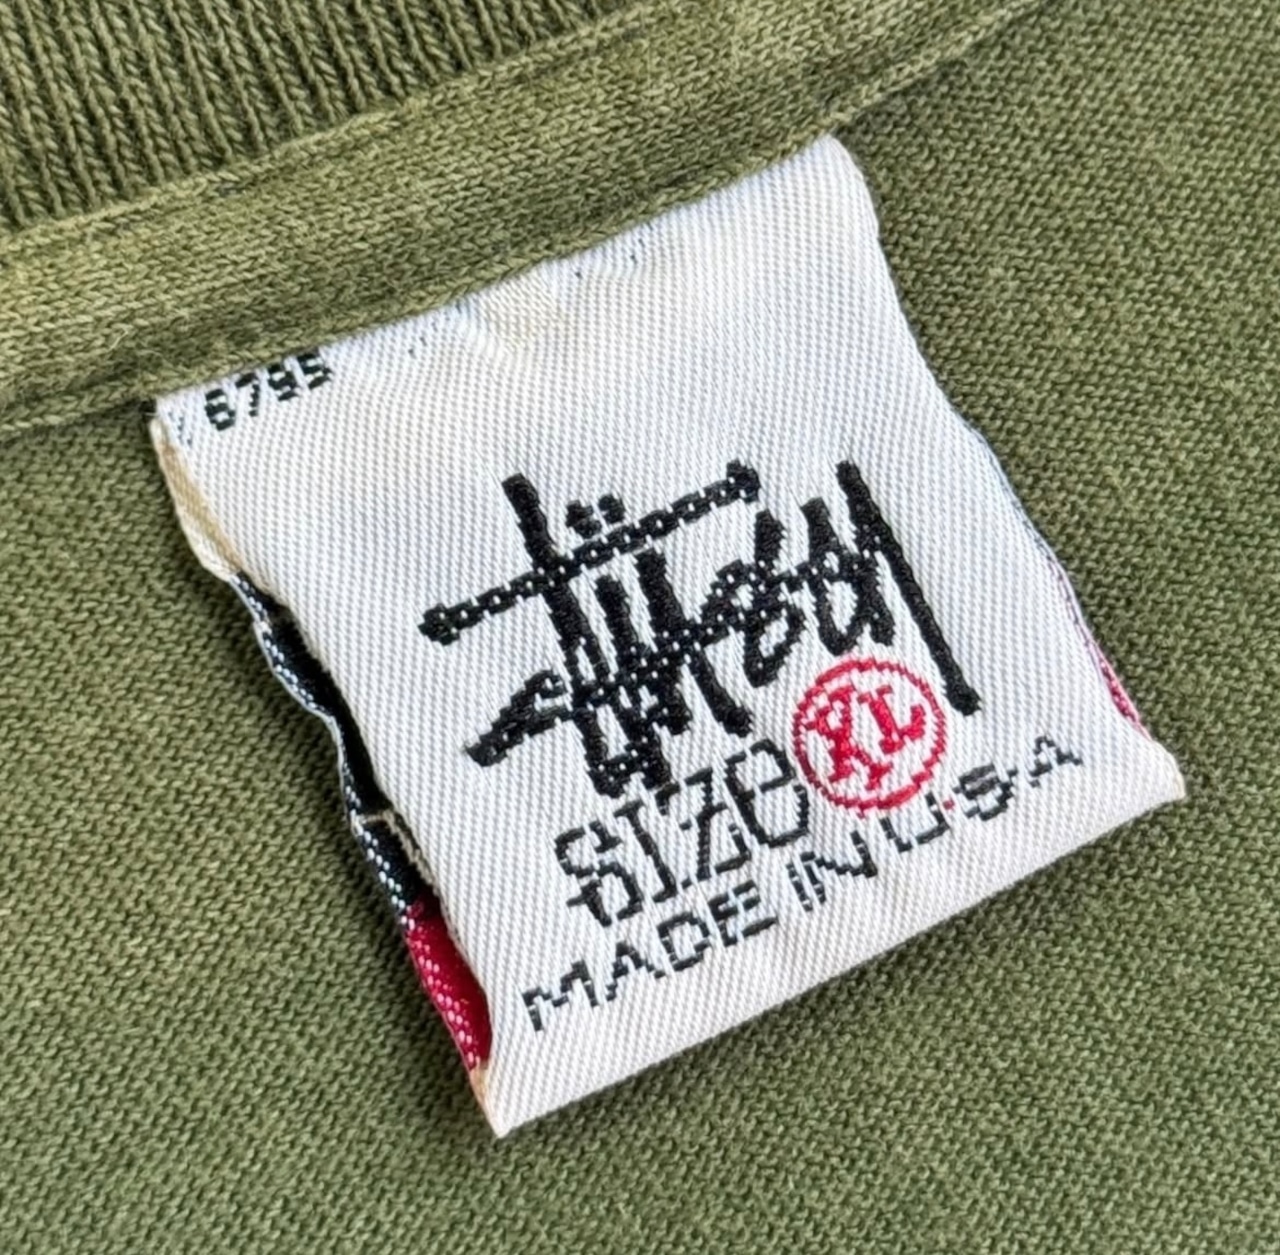 6795
Stüssy
SIZE XL
MADE IN U.S.A